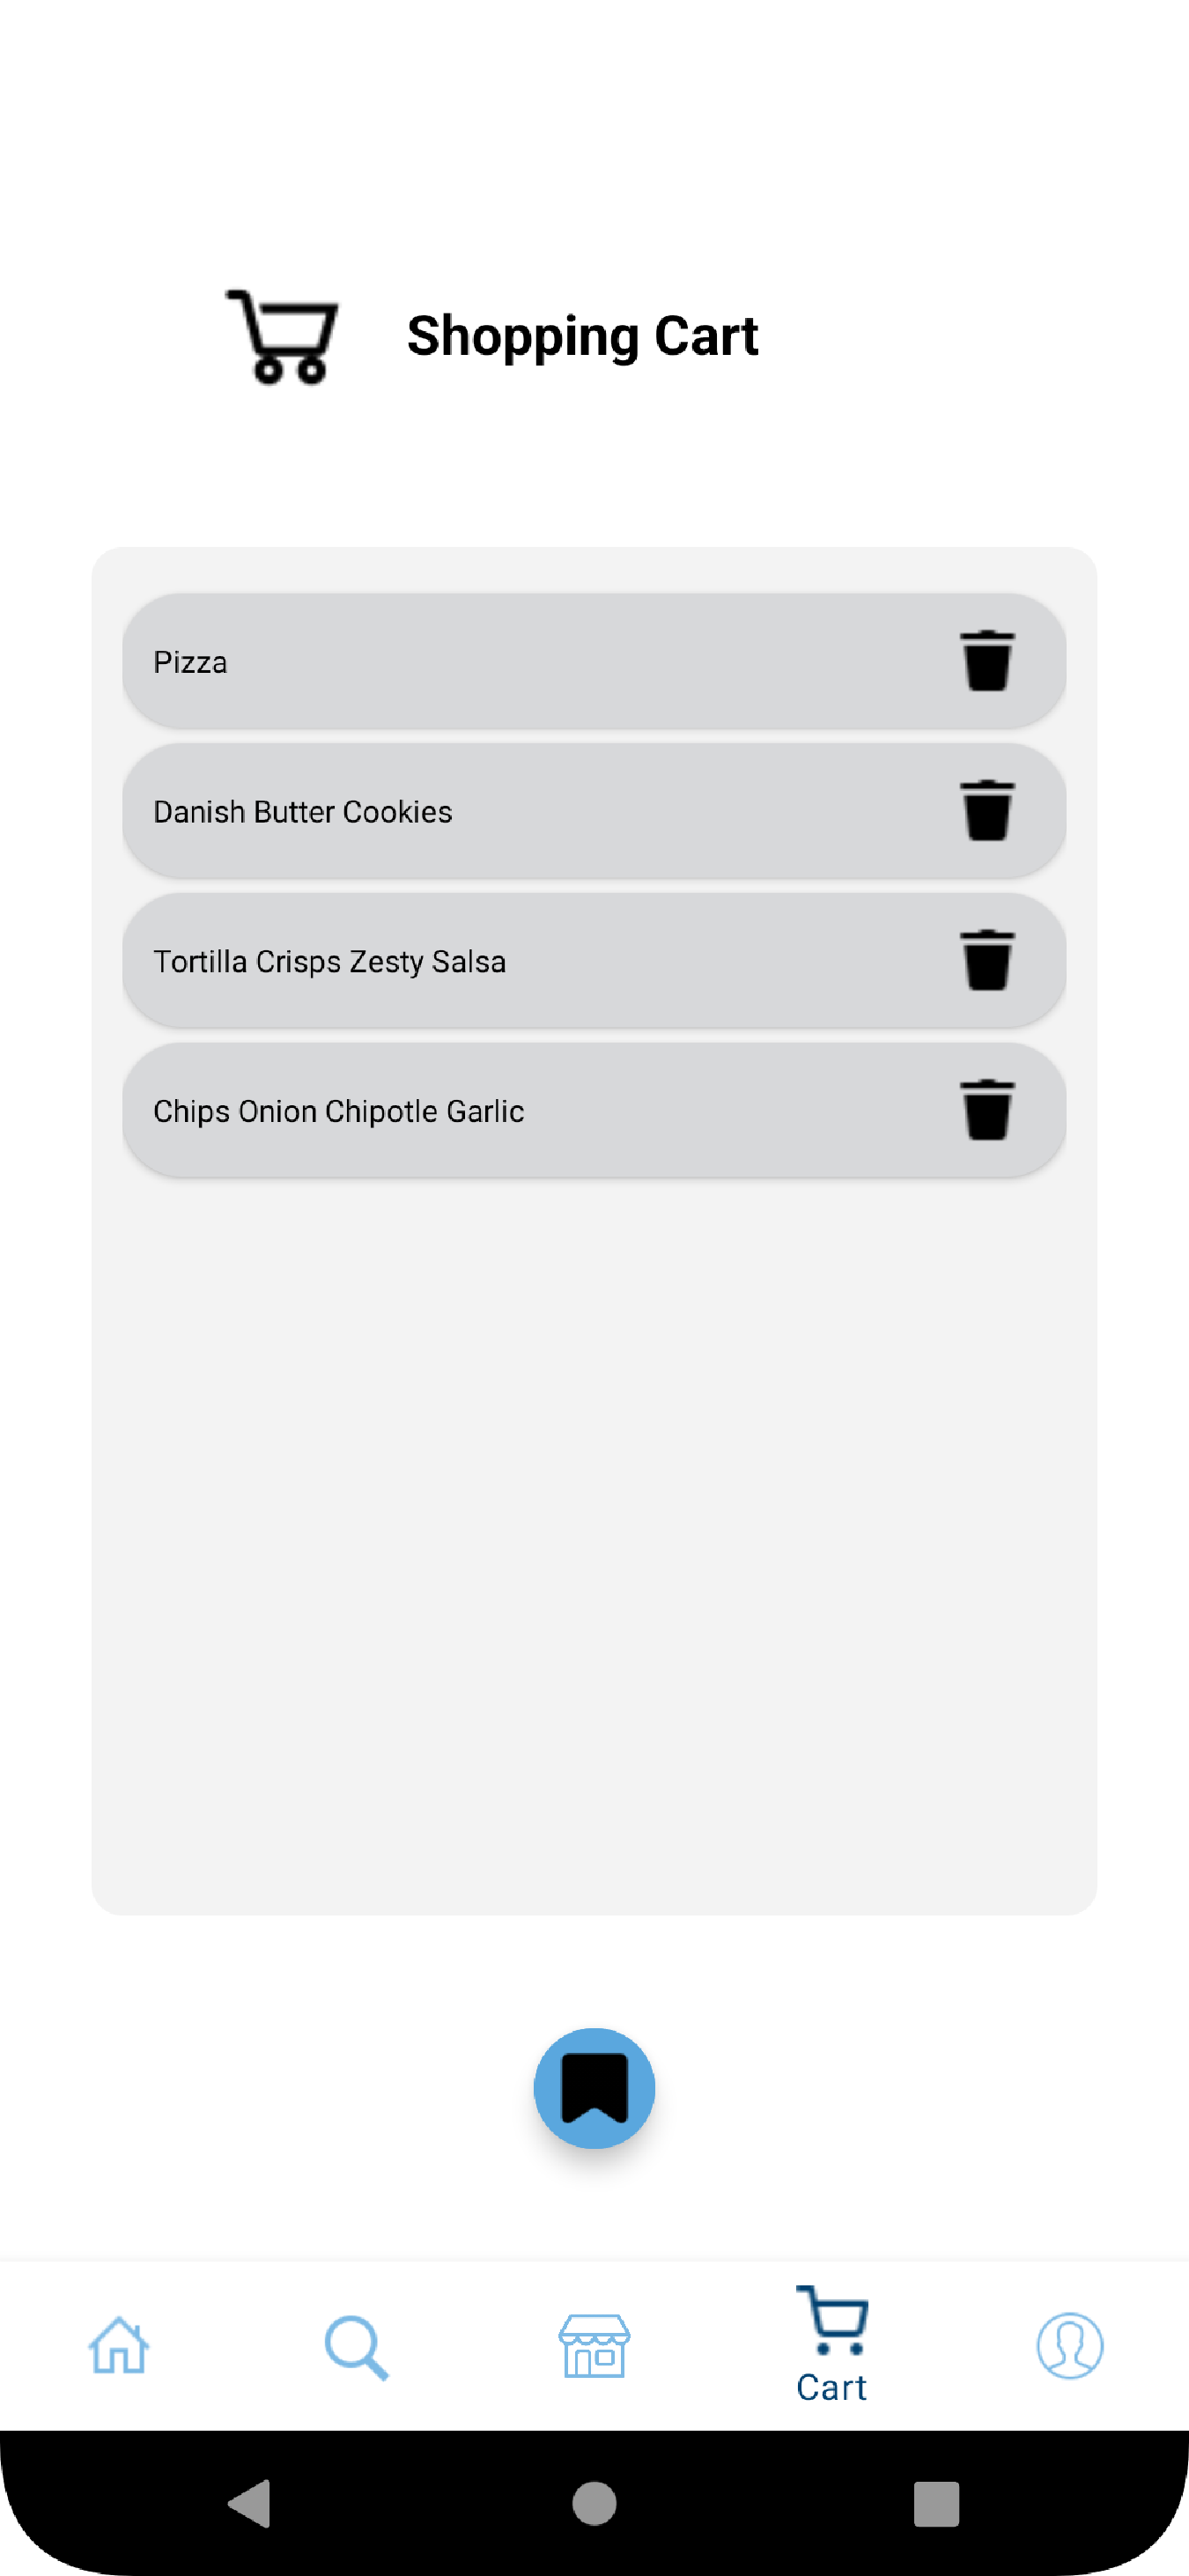 Shopping Cart
Pizza
Danish Butter Cookies
Tortilla Crisps Zesty Salsa
Chips Onion Chipotle Garlic
Cart